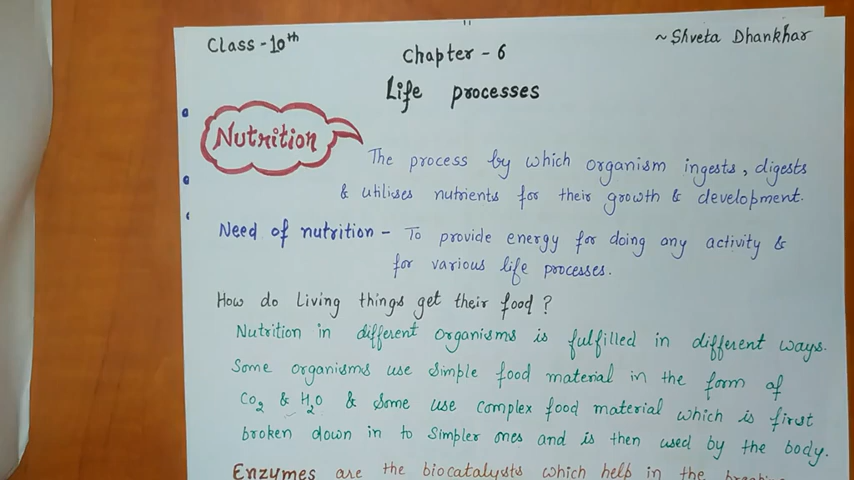 Class - 10th
~ Shveta Dhankhar
Chapter - 6
Life processes
Nutrition
The process by which organism ingests, digests
& utilises nutrients for their growth & development.
Need of nutrition - To provide energy for doing any activity &
for various life processes.
How do Living things get their food ?
Nutrition in different organisms is fulfilled in different ways.
Some organisms use simple food material in the form of
CO2 & H2O & some use complex food material which is first
broken down in to simpler ones and is then used by the body.
Enzymes are the biocatalysts which help in the